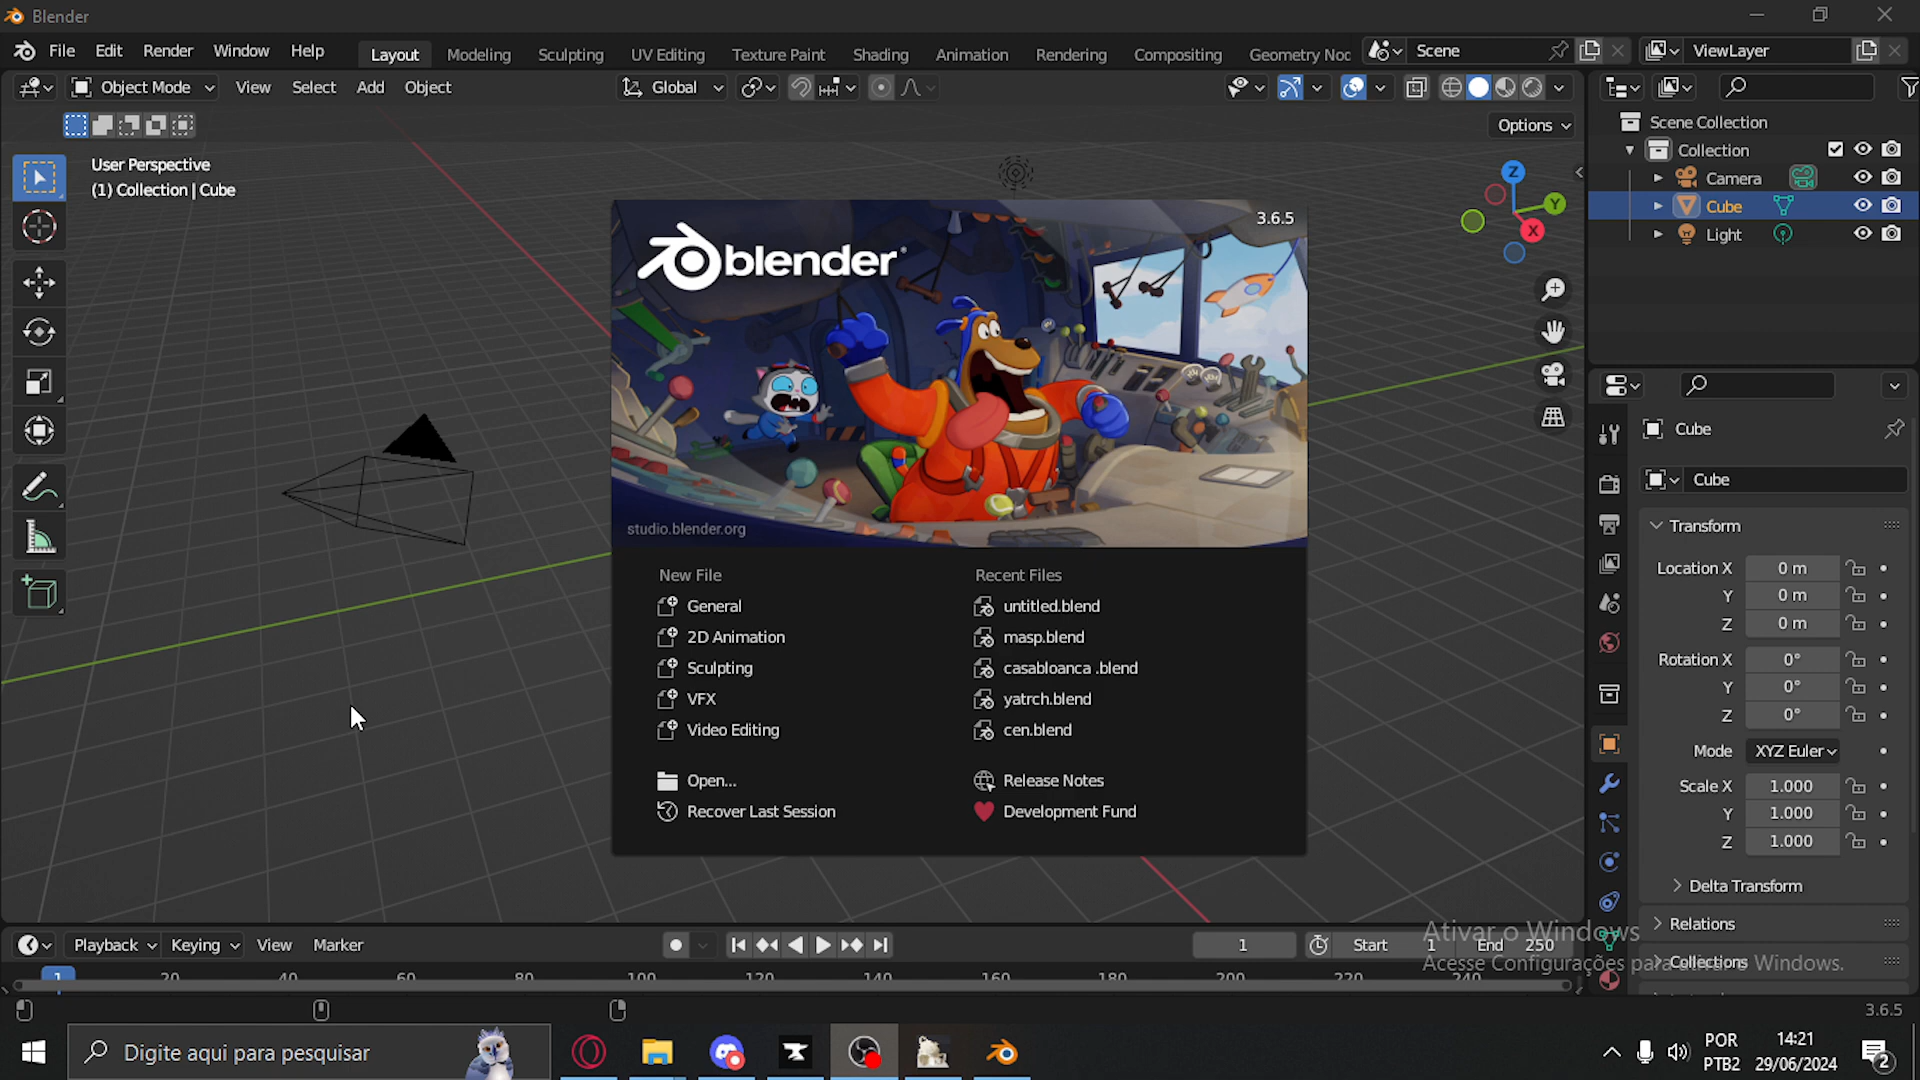 Blender
File Edit Render Window Help Layout Modeling Sculpting UV Editing Texture Paint Shading Animation Rendering Compositing Geometry Noc Scene ViewLayer
Object Mode View Select Add Object Global
Options
User Perspective
(1) Collection | Cube
Z
Y
X
Scene Collection
Collection
Camera
Cube
Light
3.6.5
blender
studio.blender.org
New File
General
2D Animation
Sculpting
VFX
Video Editing
Open...
Recover Last Session
Recent Files
untitled.blend
masp.blend
casabloanca .blend
yatrch.blend
cen.blend
Release Notes
Development Fund
Cube
Cube
Transform
Location X 0 m
Y 0 m
Z 0 m
Rotation X 0°
Y 0°
Z 0°
Mode XYZ Euler
Scale X 1.000
Y 1.000
Z 1.000
Delta Transform
Relations
Collections
Playback Keying View Marker 1 Start 1 End 250
1 20 40 60 80 100 120 140 160 180 200 220 240
Ativar o Windows
Acesse Configurações para ativar o Windows.
3.6.5
Digite aqui para pesquisar
POR
PTB2
14:21
29/06/2024
2